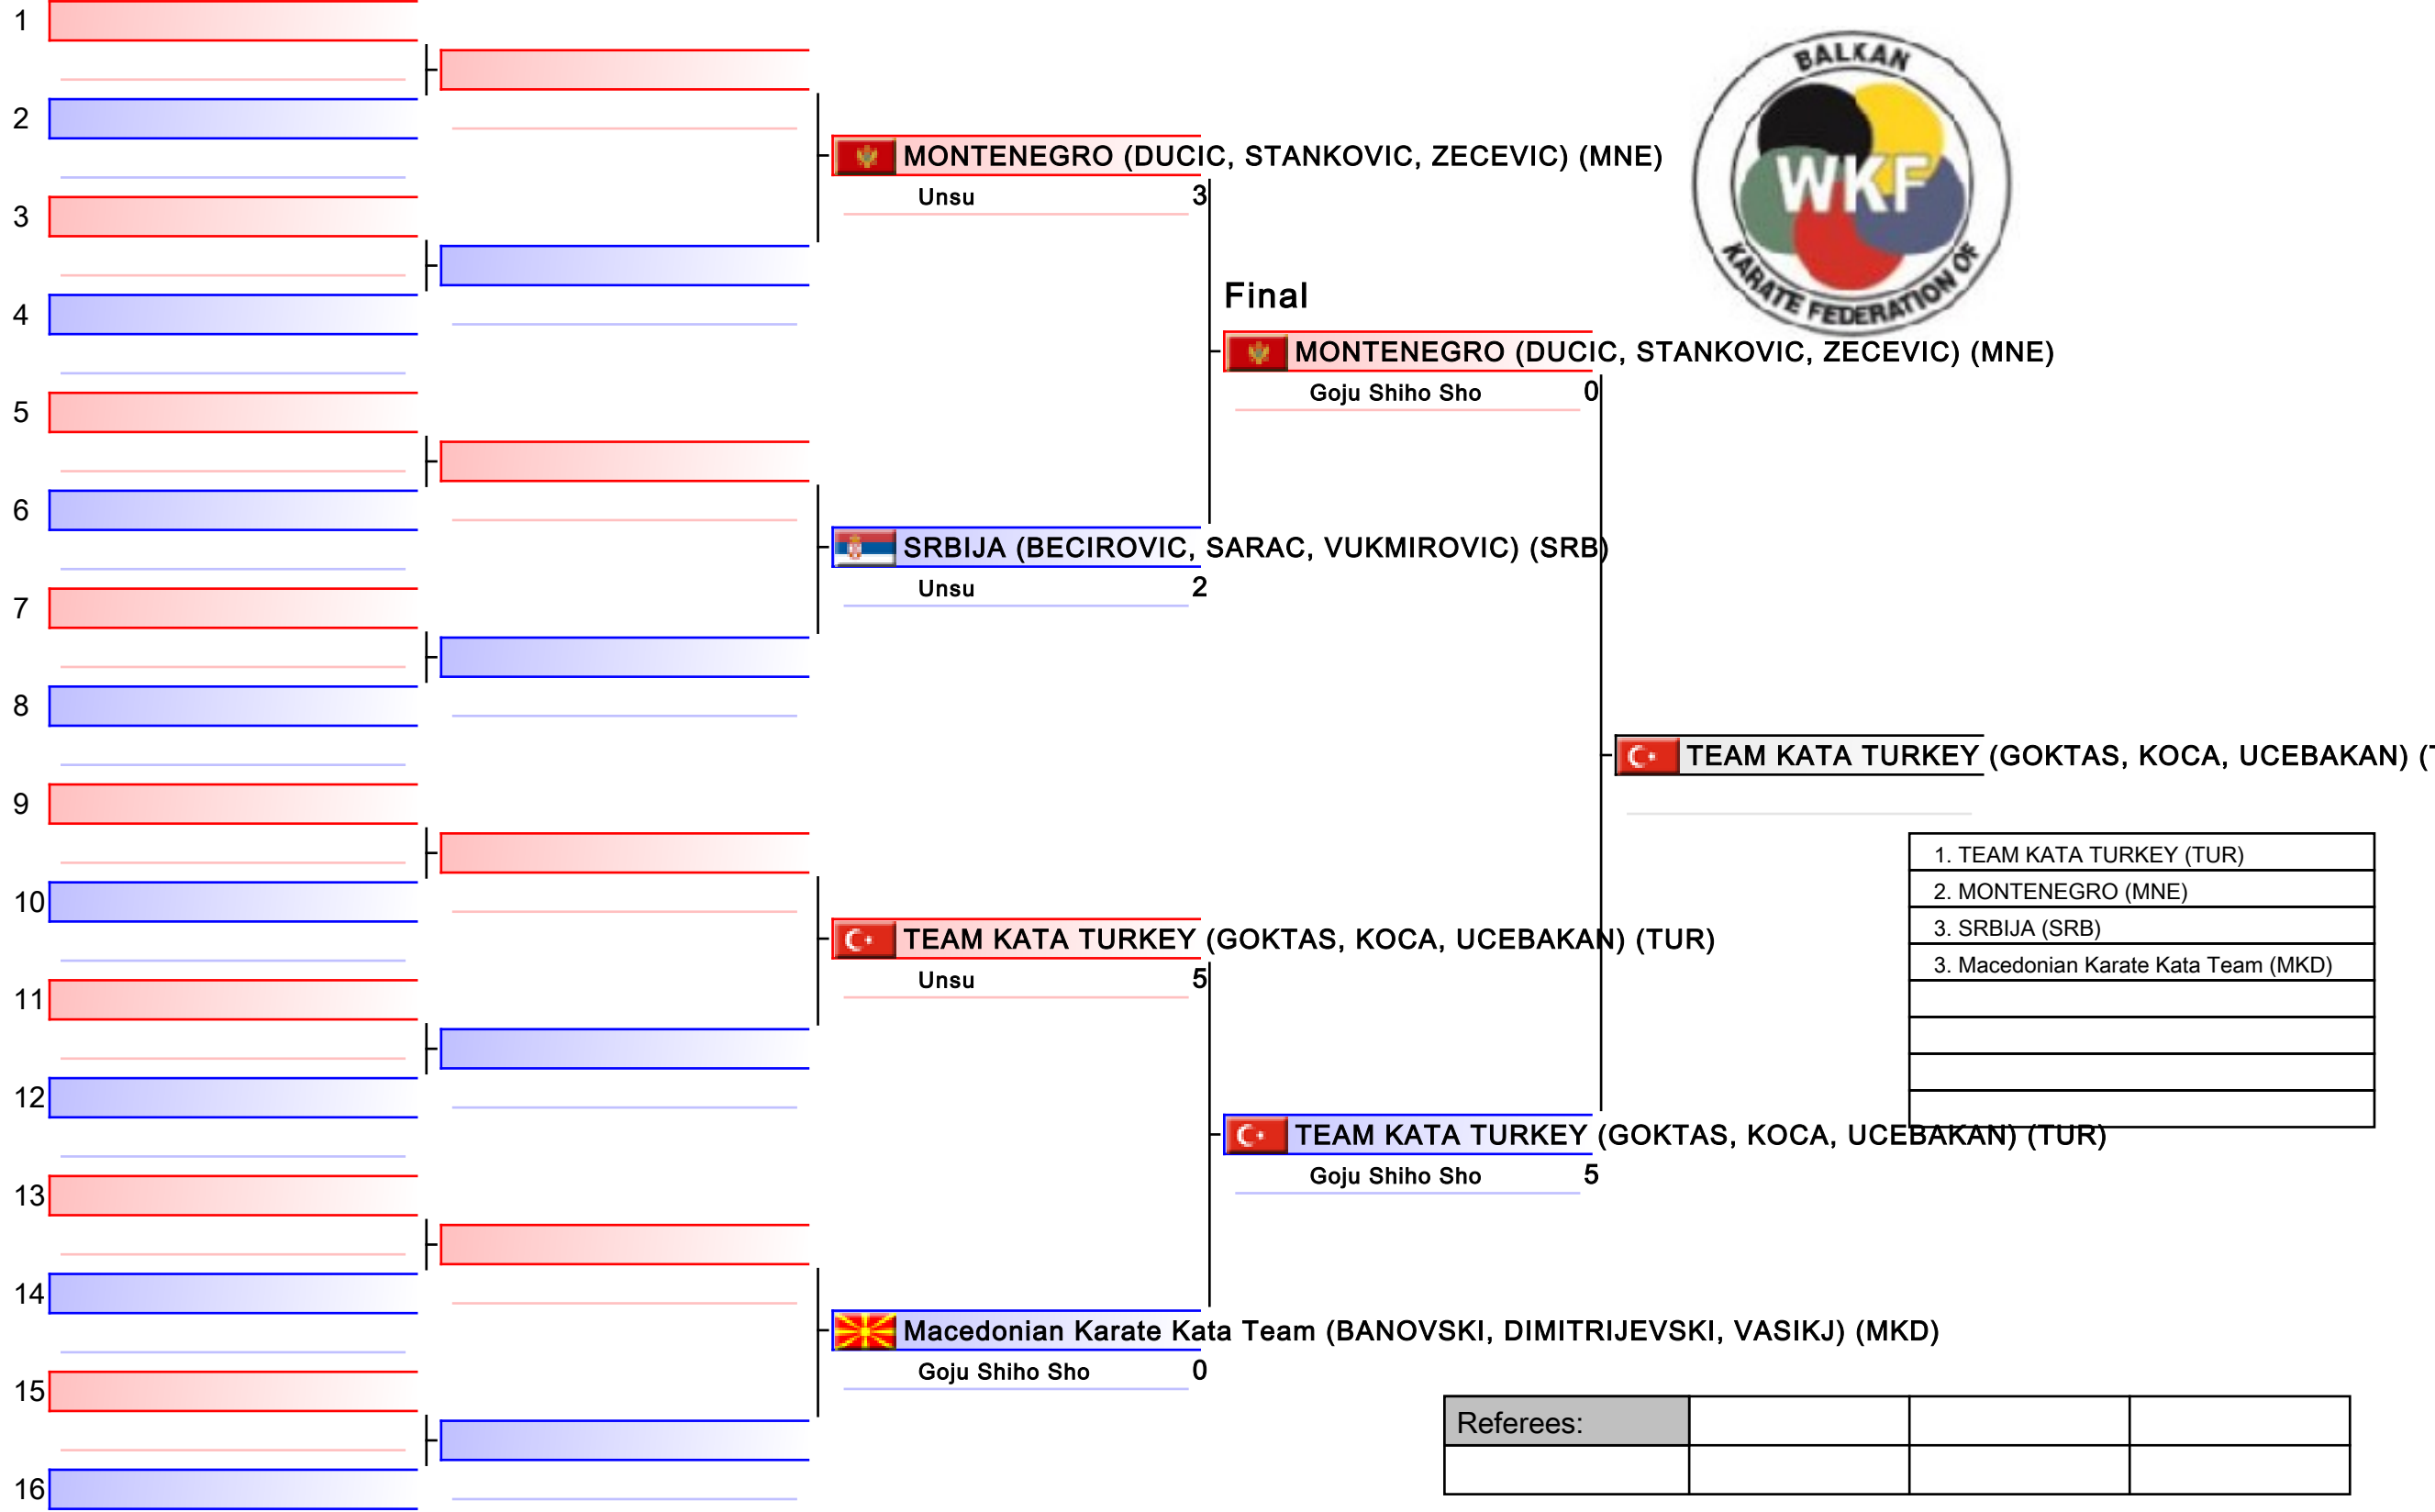 1
2
3
4
5
6
7
8
9
10
11
12
13
14
15
16
MONTENEGRO (DUCIC, STANKOVIC, ZECEVIC) (MNE)
Unsu 3
SRBIJA (BECIROVIC, SARAC, VUKMIROVIC) (SRB)
Unsu 2
TEAM KATA TURKEY (GOKTAS, KOCA, UCEBAKAN) (TUR)
Unsu 5
Macedonian Karate Kata Team (BANOVSKI, DIMITRIJEVSKI, VASIKJ) (MKD)
Goju Shiho Sho 0
Final
MONTENEGRO (DUCIC, STANKOVIC, ZECEVIC) (MNE)
Goju Shiho Sho 0
TEAM KATA TURKEY (GOKTAS, KOCA, UCEBAKAN) (TUR)
Goju Shiho Sho 5
BALKAN
WKF
KARATE FEDERATION OF
TEAM KATA TURKEY (GOKTAS, KOCA, UCEBAKAN) (T
1. TEAM KATA TURKEY (TUR)
2. MONTENEGRO (MNE)
3. SRBIJA (SRB)
3. Macedonian Karate Kata Team (MKD)
Referees: